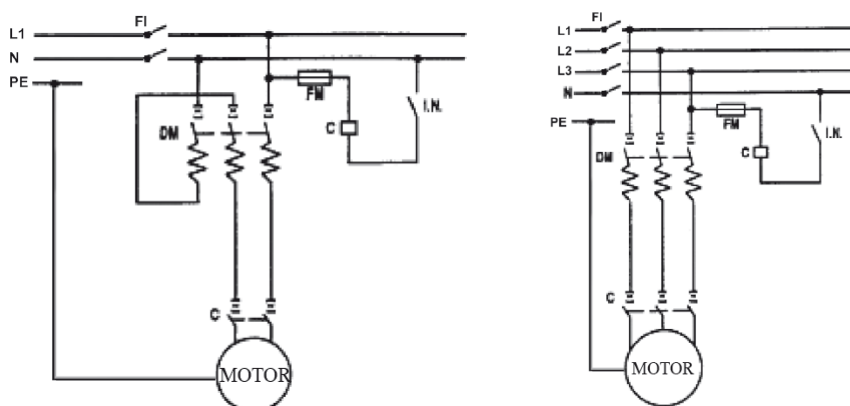 FI
L1
N
PE
FM
I.N.
C
DM
C
MOTOR
FI
L1
L2
L3
N
PE
FM
I.N.
C
DM
C
MOTOR